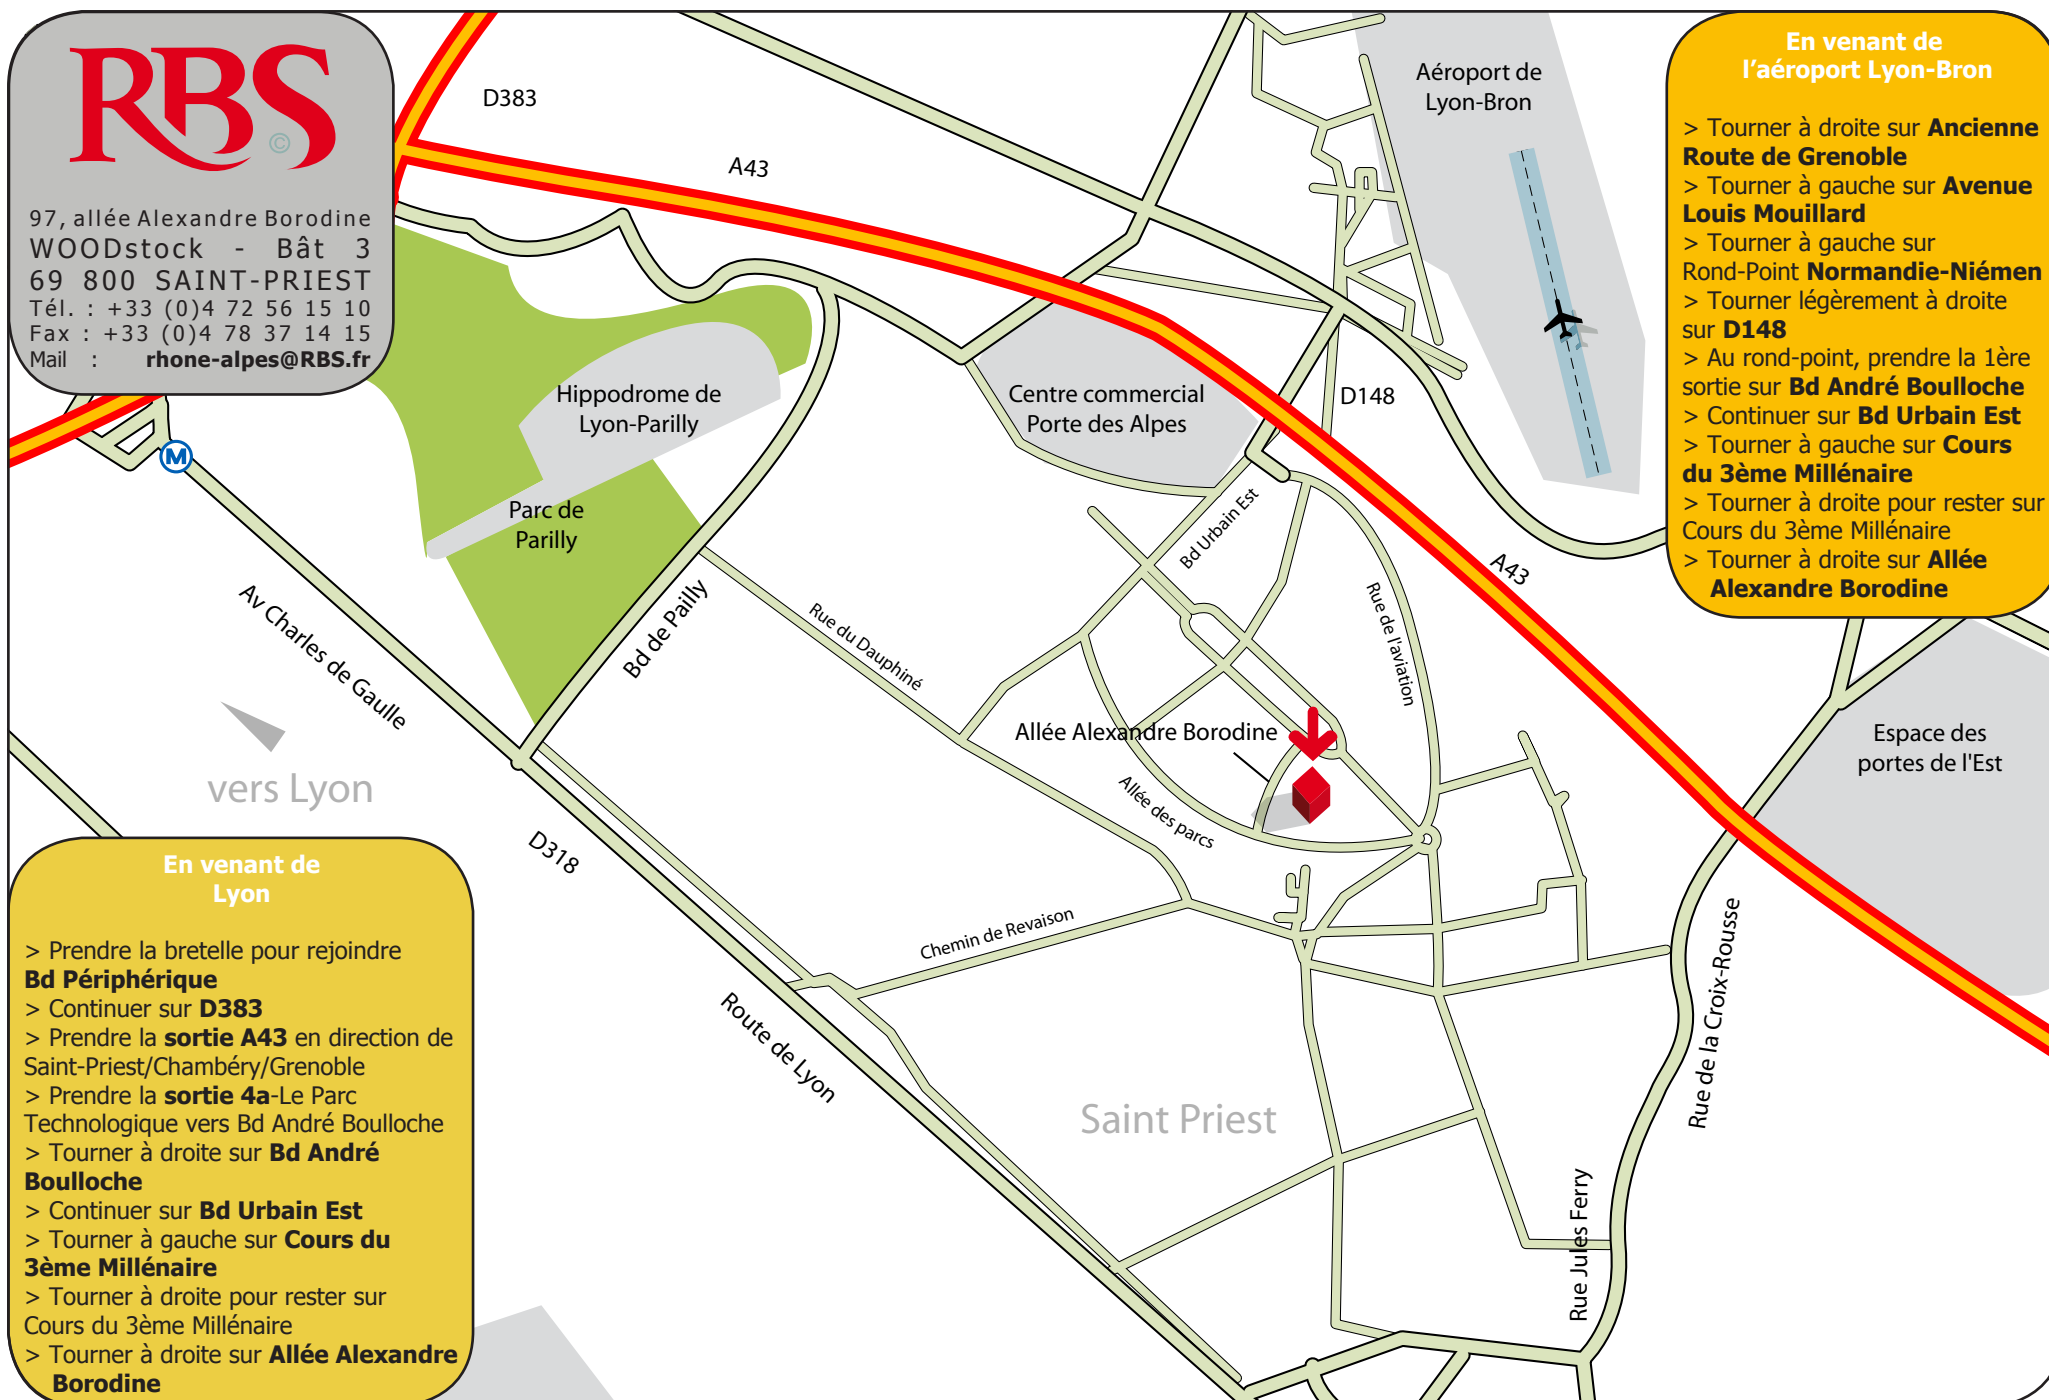 RBS
©
97, allée Alexandre Borodine
WOODstock - Bât 3
69 800 SAINT-PRIEST
Tél. : +33 (0)4 72 56 15 10
Fax : +33 (0)4 78 37 14 15
Mail : rhone-alpes@RBS.fr
En venant de
l'aéroport Lyon-Bron
> Tourner à droite sur Ancienne
Route de Grenoble
> Tourner à gauche sur Avenue
Louis Mouillard
> Tourner à gauche sur
Rond-Point Normandie-Niémen
> Tourner légèrement à droite
sur D148
> Au rond-point, prendre la 1ère
sortie sur Bd André Boulloche
> Continuer sur Bd Urbain Est
> Tourner à gauche sur Cours
du 3ème Millénaire
> Tourner à droite pour rester sur
Cours du 3ème Millénaire
> Tourner à droite sur Allée
Alexandre Borodine
D383
A43
Aéroport de
Lyon-Bron
Hippodrome de
Lyon-Parilly
Centre commercial
Porte des Alpes
D148
M
Parc de
Parilly
Bd Urbain Est
A43
Av Charles de Gaulle
Bd de Pailly
Rue du Dauphiné
Rue de l'aviation
Allée Alexandre Borodine
Espace des
portes de l'Est
vers Lyon
Allée des parcs
D318
Chemin de Revaison
Rue de la Croix-Rousse
Route de Lyon
Saint Priest
Rue Jules Ferry
En venant de
Lyon
> Prendre la bretelle pour rejoindre
Bd Périphérique
> Continuer sur D383
> Prendre la sortie A43 en direction de
Saint-Priest/Chambéry/Grenoble
> Prendre la sortie 4a-Le Parc
Technologique vers Bd André Boulloche
> Tourner à droite sur Bd André
Boulloche
> Continuer sur Bd Urbain Est
> Tourner à gauche sur Cours du
3ème Millénaire
> Tourner à droite pour rester sur
Cours du 3ème Millénaire
> Tourner à droite sur Allée Alexandre
Borodine